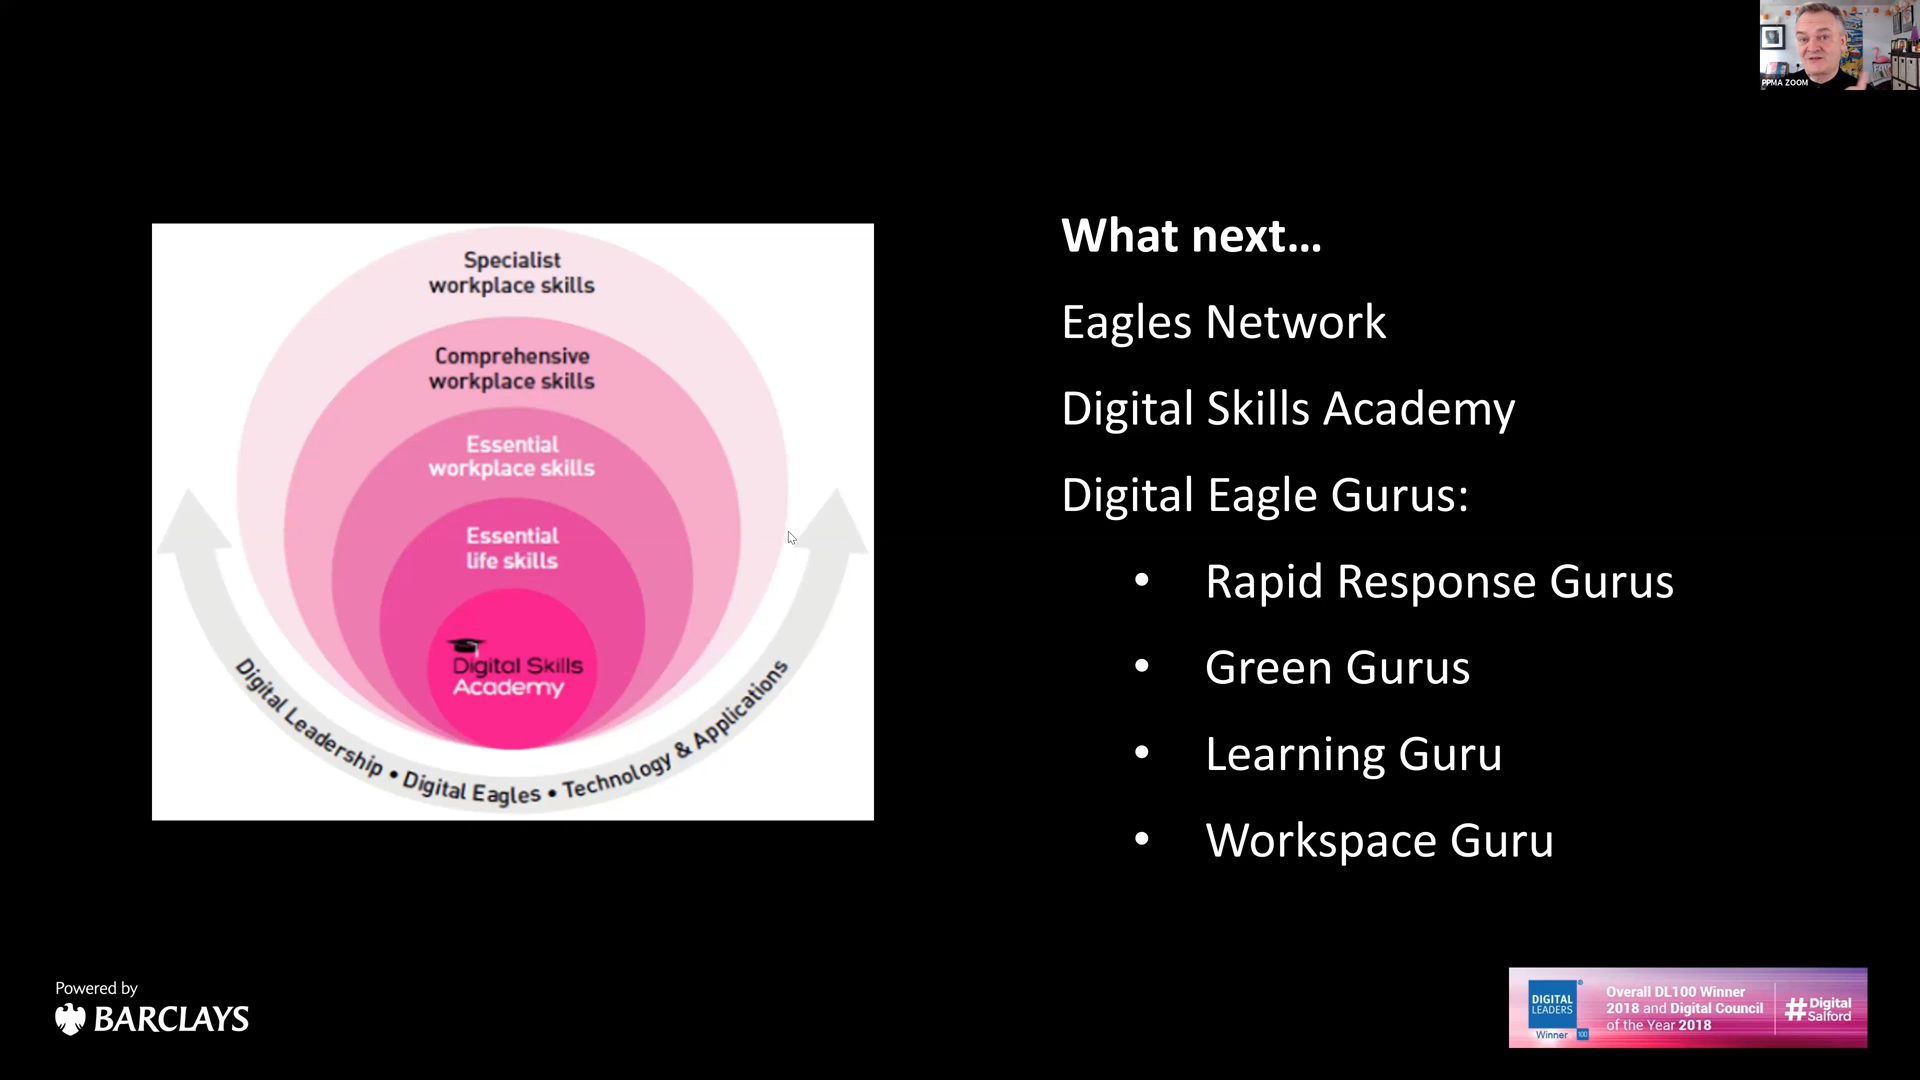 PPMA ZOOM
Specialist
workplace skills
Comprehensive
workplace skills
Essential
workplace skills
Essential
life skills
Digital Skills
Academy
Digital Leadership • Digital Eagles • Technology & Applications
What next...
Eagles Network
Digital Skills Academy
Digital Eagle Gurus:
• Rapid Response Gurus
• Green Gurus
• Learning Guru
• Workspace Guru
Powered by
BARCLAYS
DIGITAL
LEADERS
Winner 100
Overall DL100 Winner
2018 and Digital Council
of the Year 2018
#Digital
Salford